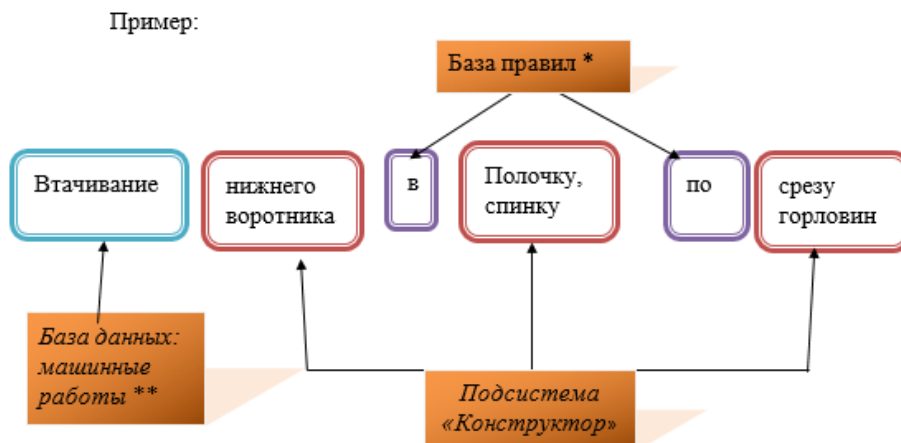 Пример:
База правил *
Втачивание
нижнего
воротника
в
Полочку,
спинку
по
срезу
горловин
База данных:
машинные
работы **
Подсистема
«Конструктор»